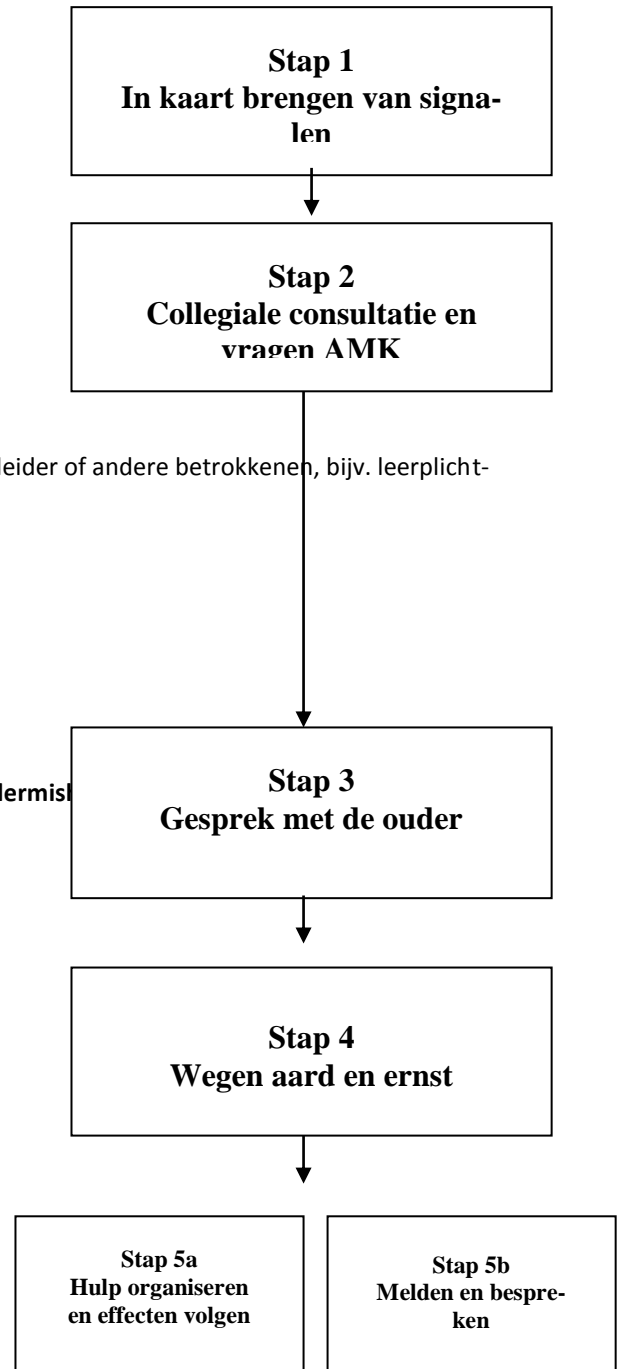 Stap 1
In kaart brengen van signa-
len
Stap 2
Collegiale consultatie en
vragen AMK
leider of andere betrokkenen, bijv. leerplicht-
Stap 3
Gesprek met de ouder
Stap 4
Wegen aard en ernst
Stap 5a
Hulp organiseren
en effecten volgen
Stap 5b
Melden en bespre-
ken